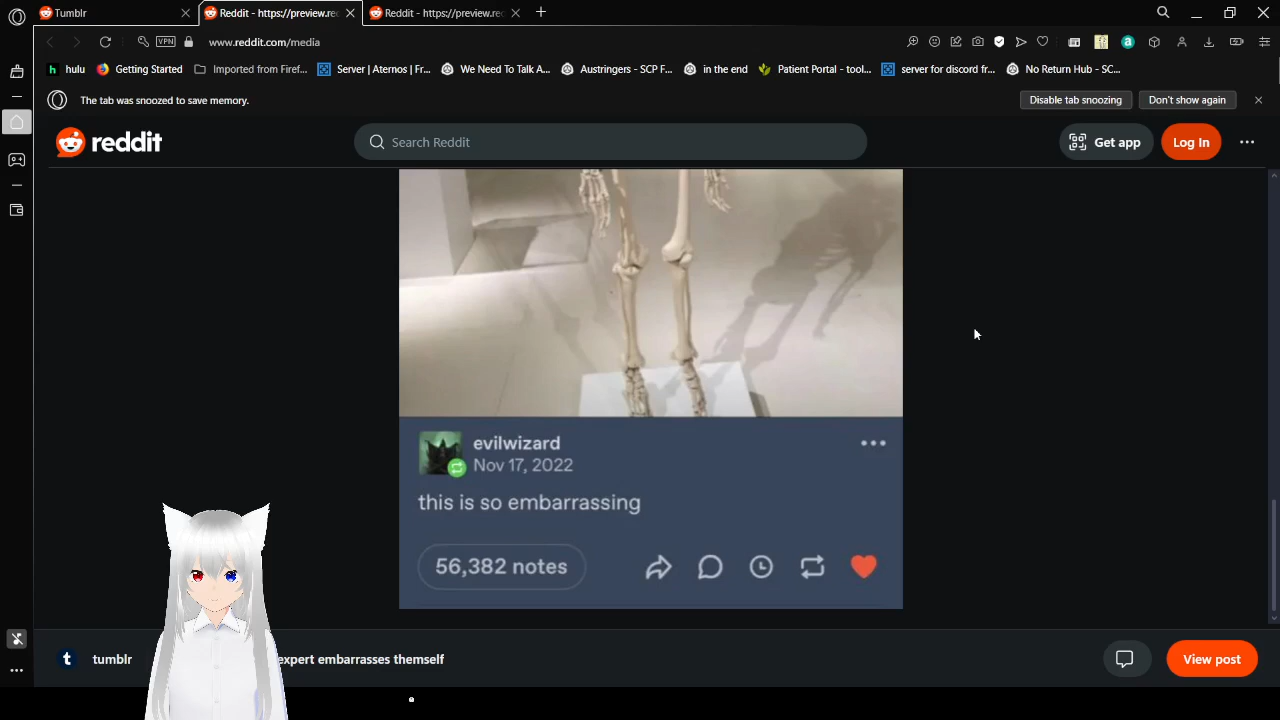 Tumblr
Reddit - https://preview.rec
Reddit - https://preview.rec
VPN
www.reddit.com/media
h
hulu
Getting Started
Imported from Firef...
Server | Aternos | Fr...
We Need To Talk A...
Austringers - SCP F...
in the end
Patient Portal - tool...
server for discord fr...
No Return Hub - SC...
The tab was snoozed to save memory.
Disable tab snoozing
Don't show again
reddit
Search Reddit
Get app
Log In
evilwizard
Nov 17, 2022
this is so embarrassing
56,382 notes
t
tumblr
expert embarrasses themself
View post